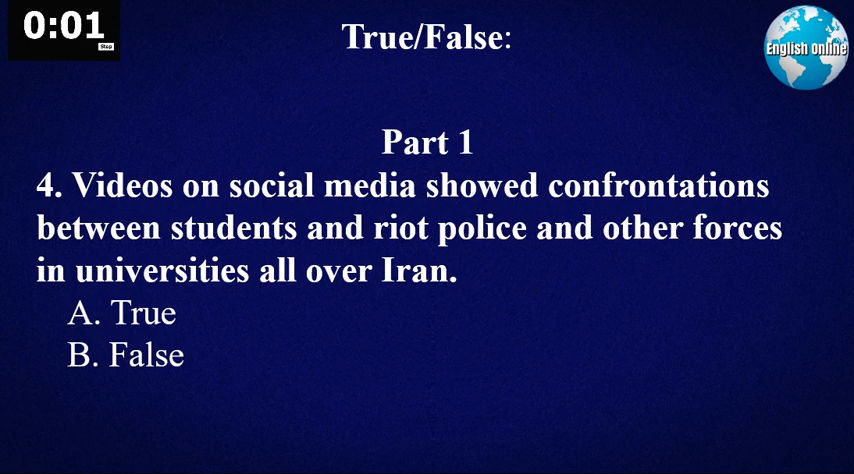 0:01
Stop
True/False:
English Online
Part 1
4. Videos on social media showed confrontations
between students and riot police and other forces
in universities all over Iran.
A. True
B. False